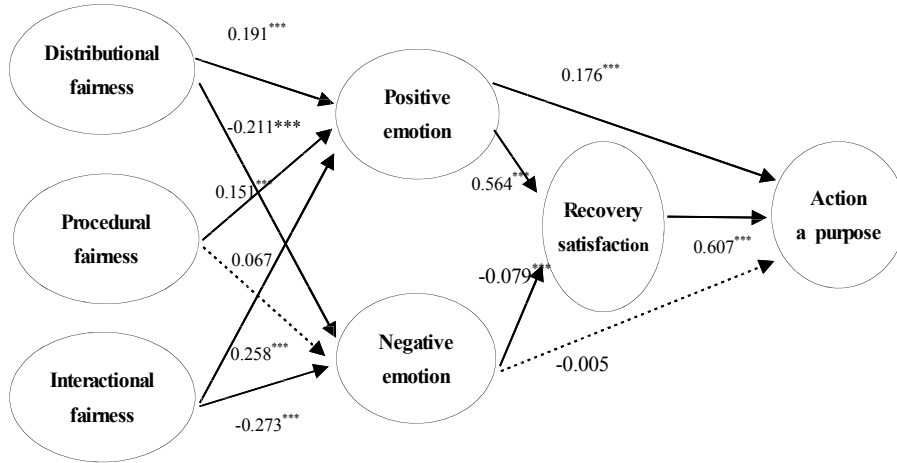 0.191***
Distributional
fairness
Positive
emotion
0.176***
-0.211***
0.151***
0.564***
Procedural
fairness
Recovery
satisfaction
Action
a purpose
0.067
0.607***
-0.079***
Negative
emotion
0.258***
-0.005
Interactional
fairness
-0.273***